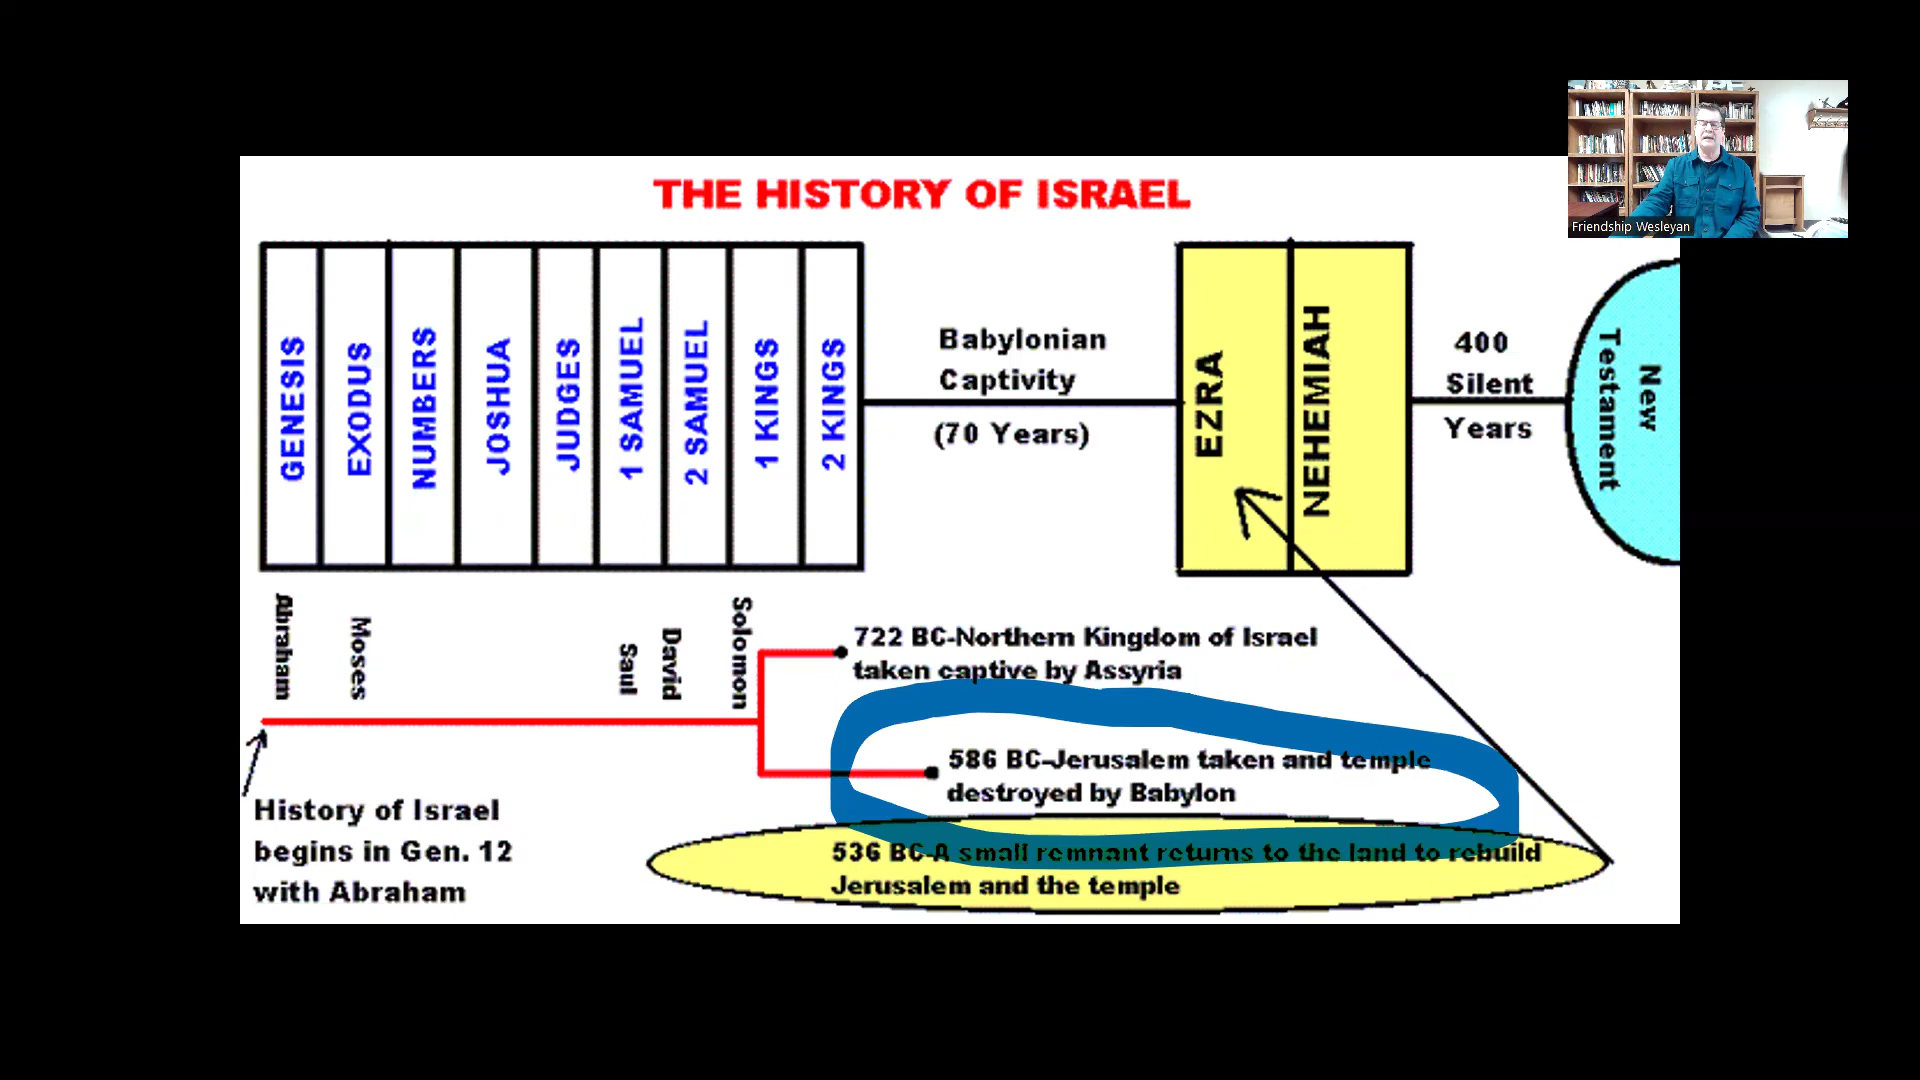 THE HISTORY OF ISRAEL
Friendship Wesleyan
GENESIS
EXODUS
NUMBERS
JOSHUA
JUDGES
1 SAMUEL
2 SAMUEL
1 KINGS
2 KINGS
Babylonian
Captivity
(70 Years)
EZRA
NEHEMIAH
400
Silent
Years
New
Testament
Abraham
Moses
Saul
David
Solomon
722 BC-Northern Kingdom of Israel
taken captive by Assyria
586 BC-Jerusalem taken and temple
destroyed by Babylon
536 BC-A small remnant returns to the land to rebuild
Jerusalem and the temple
History of Israel
begins in Gen. 12
with Abraham